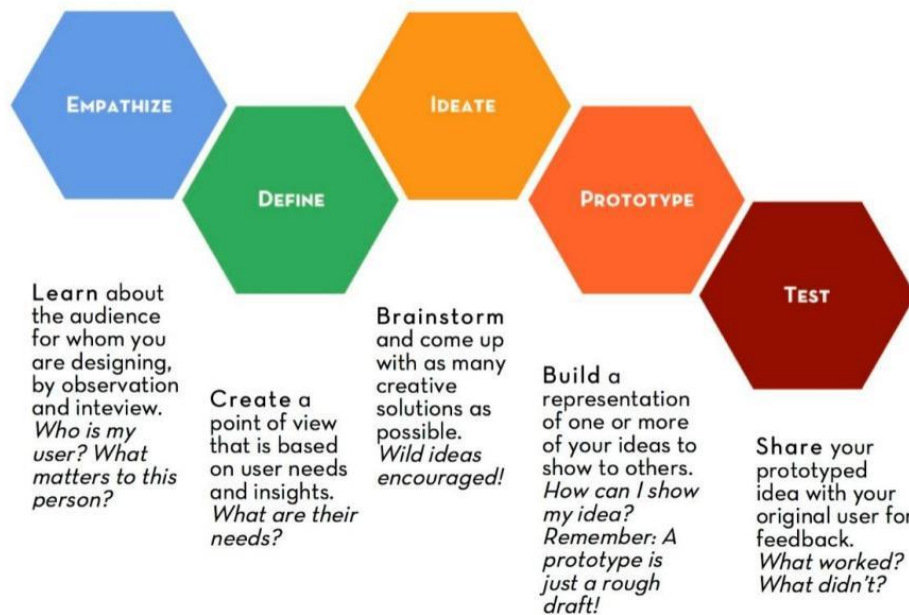 EMPATHIZE
DEFINE
IDEATE
PROTOTYPE
TEST
Learn about
the audience
for whom you
are designing,
by observation
and inteview.
Who is my
user? What
matters to this
person?
Create a
point of view
that is based
on user needs
and insights.
What are their
needs?
Brainstorm
and come up
with as many
creative
solutions as
possible.
Wild ideas
encouraged!
Build a
representation
of one or more
of your ideas to
show to others.
How can I show
my idea?
Remember: A
prototype is
just a rough
draft!
Share your
prototyped
idea with your
original user for
feedback.
What worked?
What didn't?